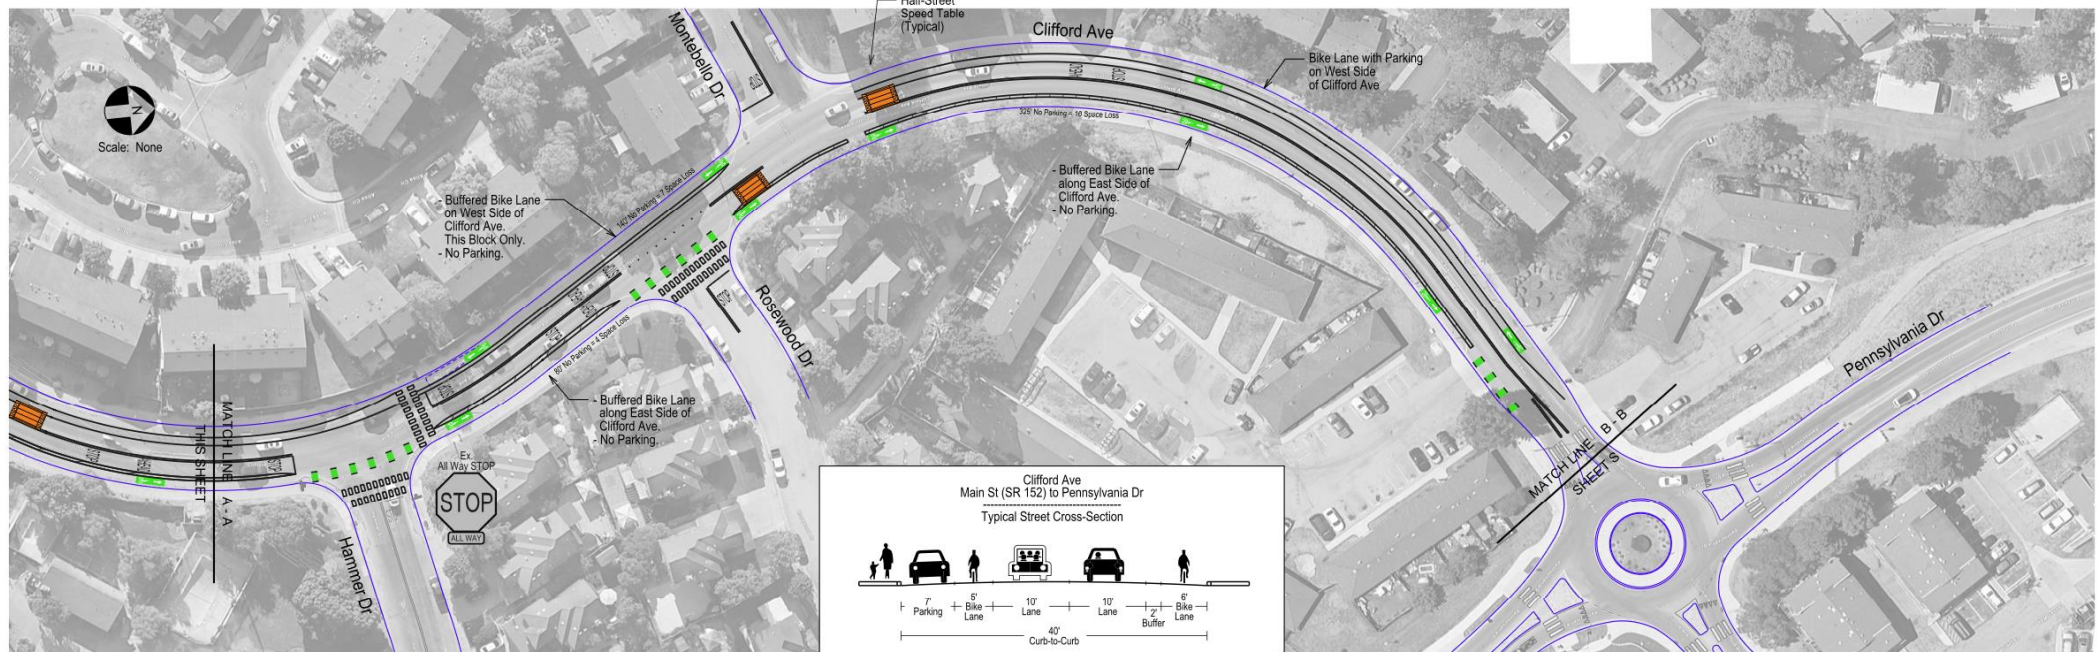 Half-Street
Speed Table
(Typical)
Clifford Ave
Montebello Dr
Bike Lane with Parking
on West Side
of Clifford Ave
N
Scale: None
325' No Parking = 16 Space Loss
- Buffered Bike Lane
along East Side of
Clifford Ave.
- No Parking.
- Buffered Bike Lane
on West Side of
Clifford Ave.
This Block Only.
- No Parking.
140' No Parking = 7 Space Loss
STOP
AHEAD
STOP
Rosewood Dr
80' No Parking = 4 Space Loss
- Buffered Bike Lane
along East Side of
Clifford Ave.
- No Parking.
Pennsylvania Dr
MATCH LINE A - A
THIS SHEET
STOP
AHEAD
STOP
Ex.
All Way STOP
STOP
ALL WAY
Hammer Dr
MATCH LINE B - B
SHEET 5
Clifford Ave
Main St (SR 152) to Pennsylvania Dr
Typical Street Cross-Section
7' Parking
5' Bike Lane
10' Lane
10' Lane
2' Buffer
6' Bike Lane
40'
Curb-to-Curb